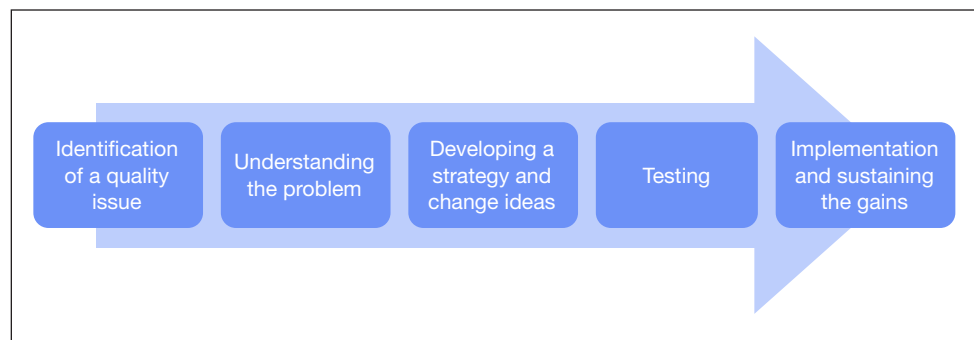 Identification
of a quality
issue
Understanding
the problem
Developing a
strategy and
change ideas
Testing
Implementation
and sustaining
the gains